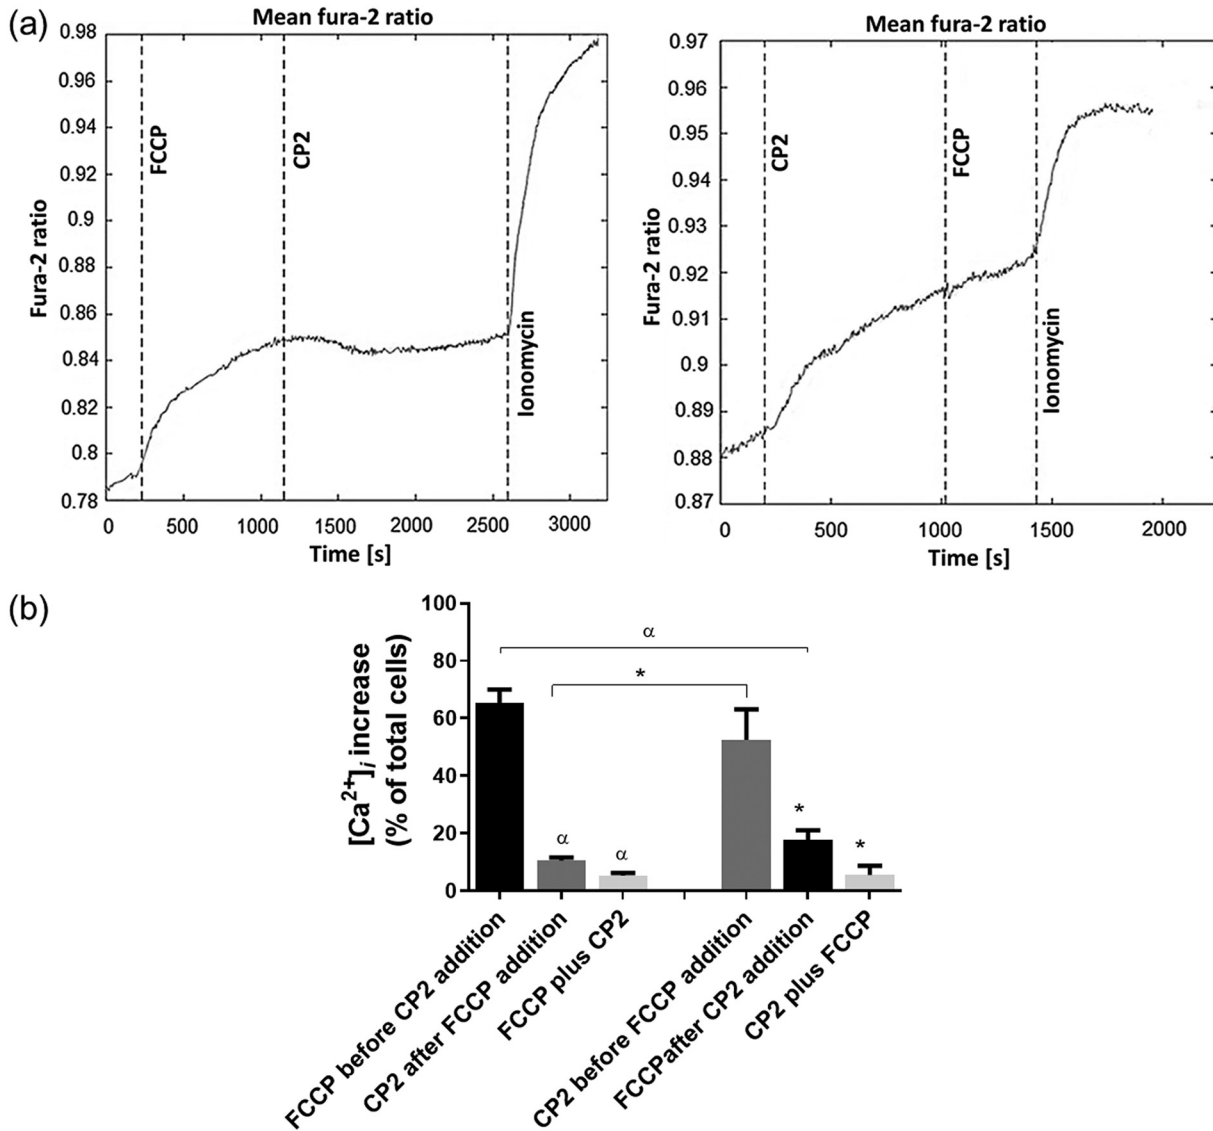 (a)
Mean fura-2 ratio
0.98
0.96
0.94
0.92
0.9
0.88
0.86
0.84
0.82
0.8
0.78
Fura-2 ratio
FCCP
CP2
Ionomycin
0
500
1000
1500
2000
2500
3000
Time [s]
Mean fura-2 ratio
0.97
0.96
0.95
0.94
0.93
0.92
0.91
0.9
0.89
0.88
0.87
Fura-2 ratio
CP2
FCCP
Ionomycin
0
500
1000
1500
2000
Time [s]
(b)
[Ca²⁺]ᵢ increase
(% of total cells)
100
80
60
40
20
0
α
*
α
α
*
*
FCCP before CP2 addition
CP2 after FCCP addition
FCCP plus CP2
CP2 before FCCP addition
FCCPafter CP2 addition
CP2 plus FCCP